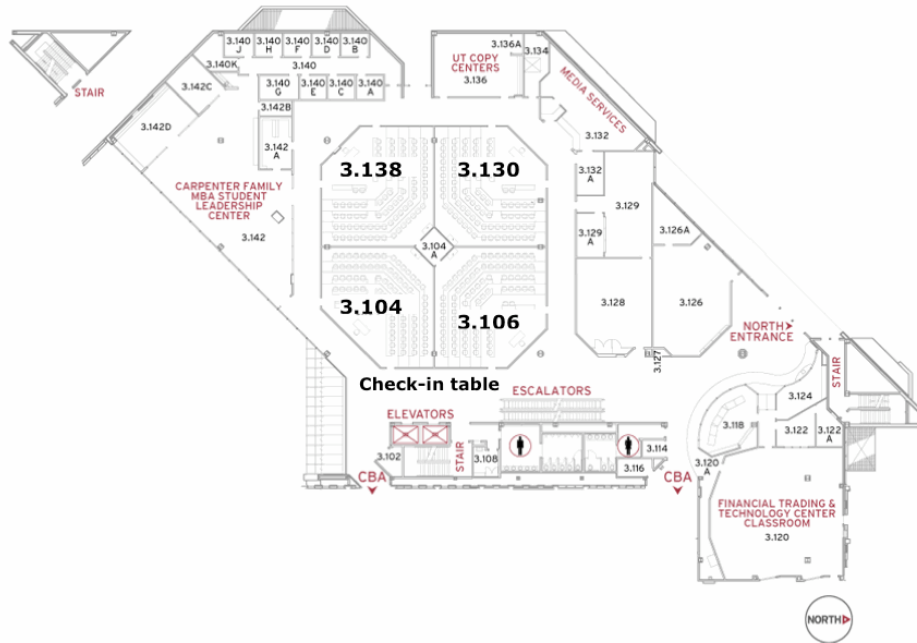 STAIR
3.140
J
3.140
H
3.140
F
3.140
D
3.140
B
3.140K
3.140
3.142C
3.140
G
3.140
E
3.140
C
3.140
A
3.142B
3.142D
3.142
A
CARPENTER FAMILY
MBA STUDENT
LEADERSHIP
CENTER
3.142
UT COPY
CENTERS
3.136
3.136A
3.134
MEDIA SERVICES
3.132
3.132
A
3.129
3.129
A
3.126A
3.128
3.126
3.127
3.138
3.130
3.104
A
3.104
3.106
Check-in table
NORTH
ENTRANCE
STAIR
ESCALATORS
ELEVATORS
3.102
STAIR
3.108
3.114
3.116
CBA
CBA
3.124
3.118
3.122
3.122
A
3.120
A
FINANCIAL TRADING &
TECHNOLOGY CENTER
CLASSROOM
3.120
NORTH